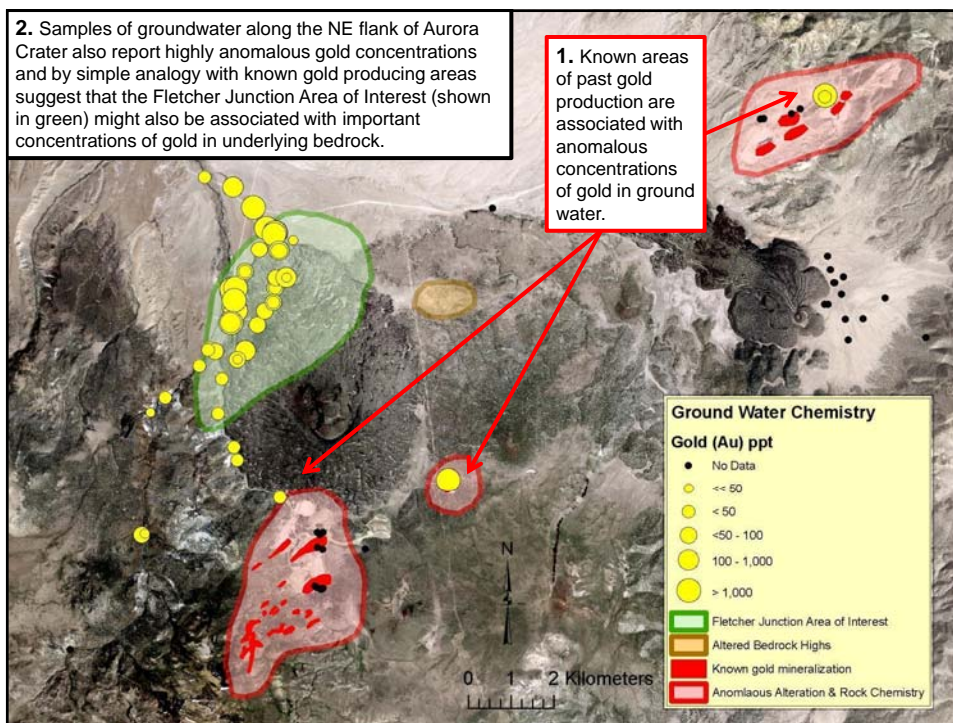 2. Samples of groundwater along the NE flank of Aurora
Crater also report highly anomalous gold concentrations
and by simple analogy with known gold producing areas
suggest that the Fletcher Junction Area of Interest (shown
in green) might also be associated with important
concentrations of gold in underlying bedrock.
1. Known areas
of past gold
production are
associated with
anomalous
concentrations
of gold in ground
water.
Ground Water Chemistry
Gold (Au) ppt
No Data
<< 50
< 50
<50 - 100
100 - 1,000
> 1,000
Fletcher Junction Area of Interest
Altered Bedrock Highs
Known gold mineralization
Anomlaous Alteration & Rock Chemistry
N
0 1 2 Kilometers